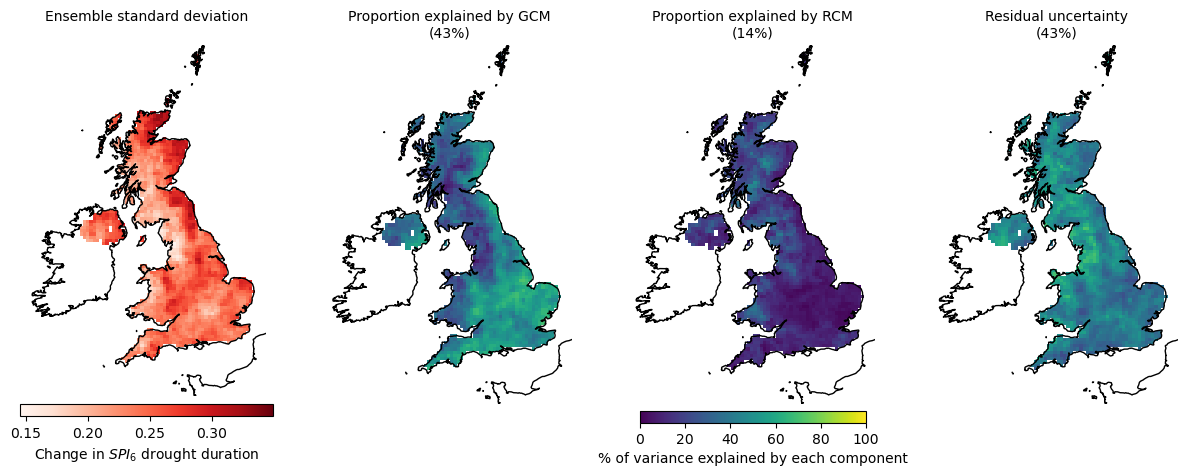 Ensemble standard deviation
Proportion explained by GCM
(43%)
Proportion explained by RCM
(14%)
Residual uncertainty
(43%)
0.15 0.20 0.25 0.30
Change in SPI6 drought duration
0 20 40 60 80 100
% of variance explained by each component